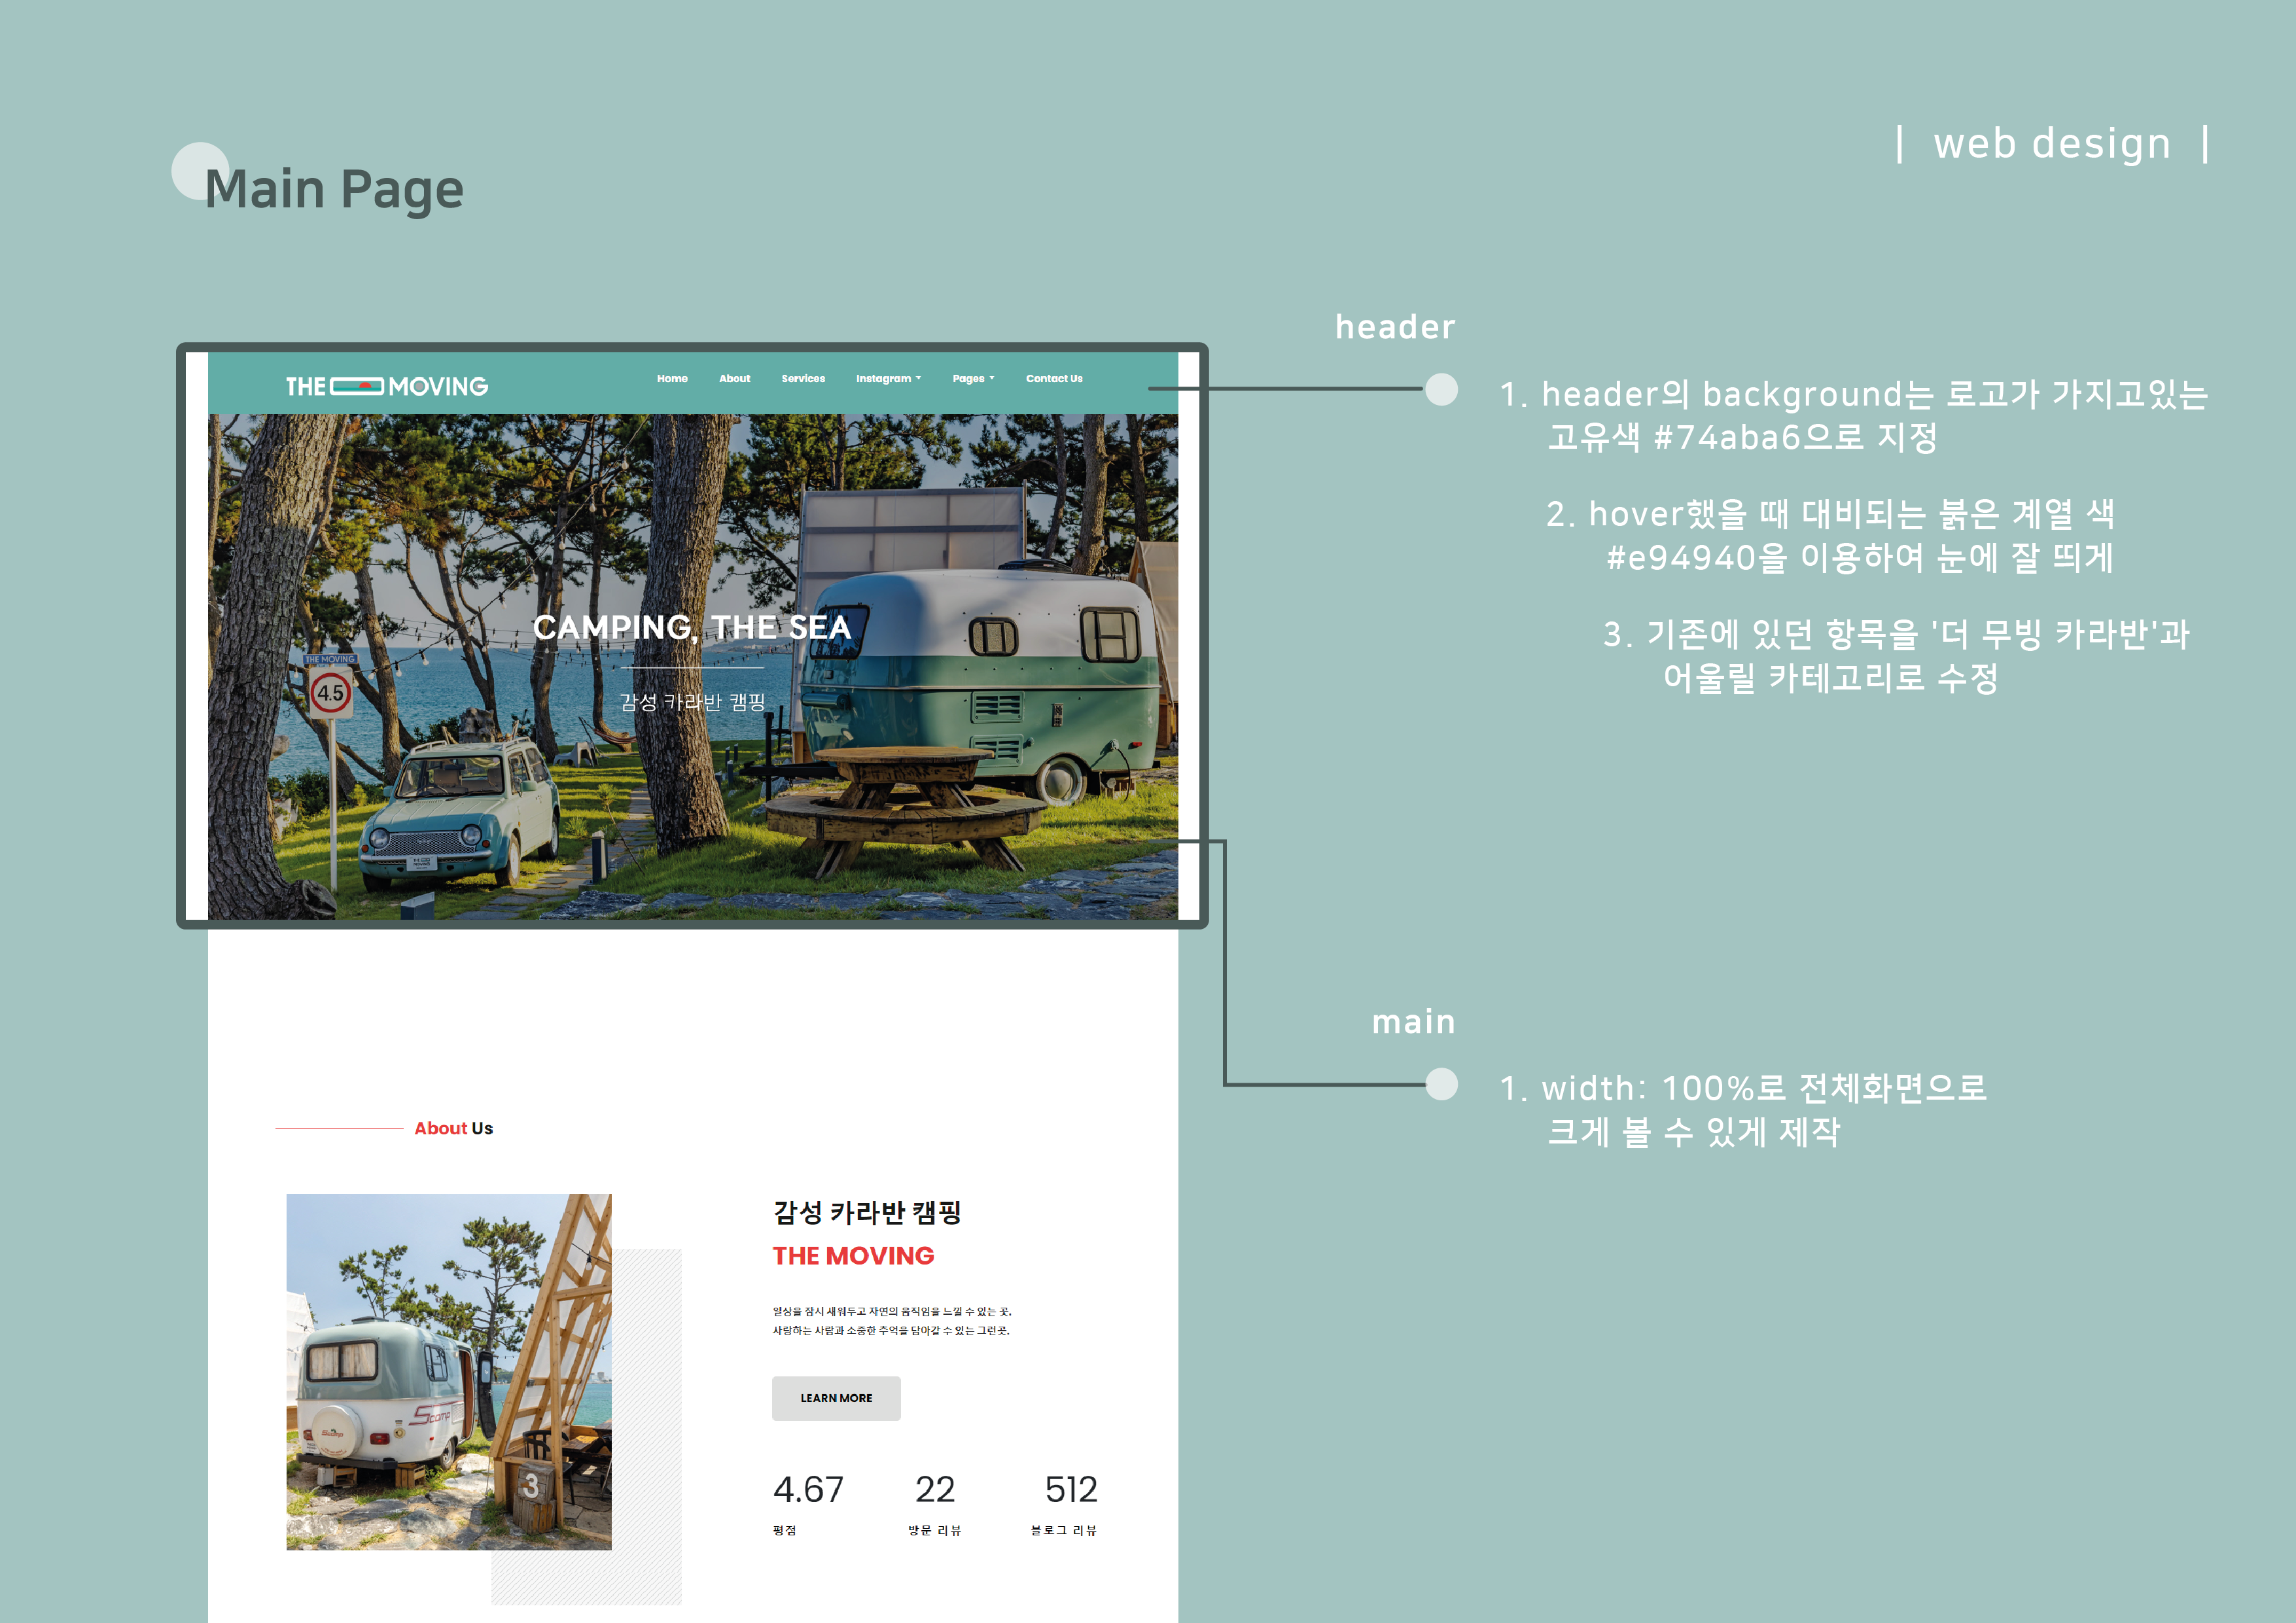 Main Page
| web design |
THE MOVING
Home About Services Instagram Pages Contact Us
CAMPING, THE SEA
감성 카라반 캠핑
THE MOVING
4.5
header
1. header의 background는 로고가 가지고있는
고유색 #74aba6으로 지정
2. hover했을 때 대비되는 붉은 계열 색
#e94940을 이용하여 눈에 잘 띄게
3. 기존에 있던 항목을 '더 무빙 카라반'과
어울릴 카테고리로 수정
main
1. width: 100%로 전체화면으로
크게 볼 수 있게 제작
About Us
Scamp
3
감성 카라반 캠핑
THE MOVING
일상을 잠시 세워두고 자연의 움직임을 느낄 수 있는 곳,
사랑하는 사람과 소중한 추억을 담아갈 수 있는 그런곳.
LEARN MORE
4.67 22 512
평점 방문 리뷰 블로그 리뷰